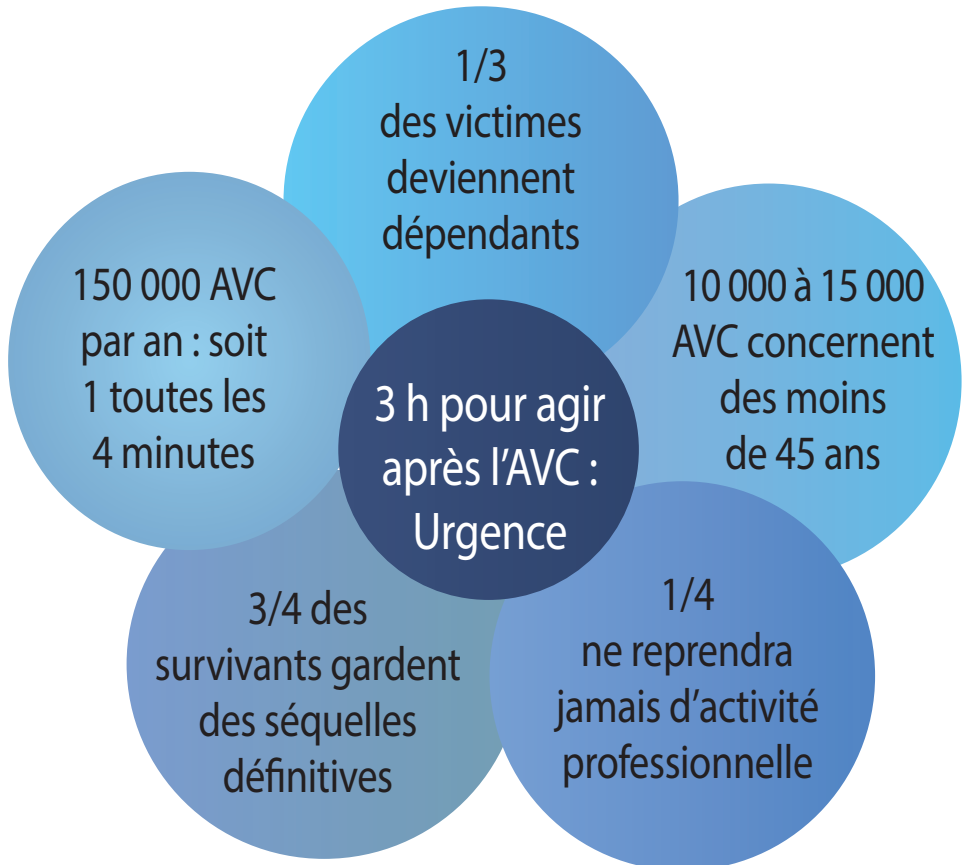 1/3
des victimes
deviennent
dépendants
150 000 AVC
par an : soit
1 toutes les
4 minutes
10 000 à 15 000
AVC concernent
des moins
de 45 ans
3 h pour agir
après l’AVC :
Urgence
3/4 des
survivants gardent
des séquelles
définitives
1/4
ne reprendra
jamais d’activité
professionnelle